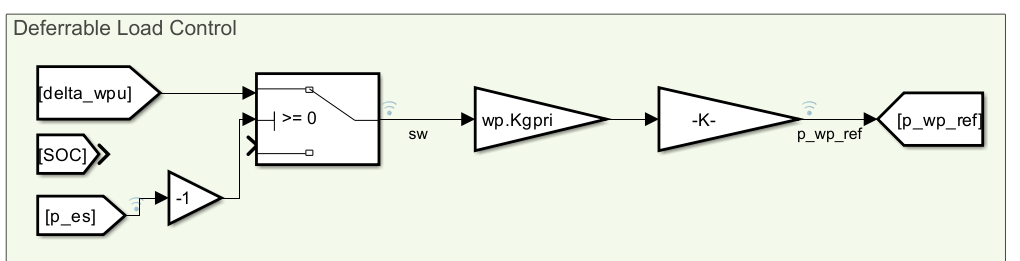 Deferrable Load Control
[delta_wpu]
>= 0
wp.Kgpri
-K-
[p_wp_ref]
sw
p_wp_ref
[SOC]
-1
[p_es]